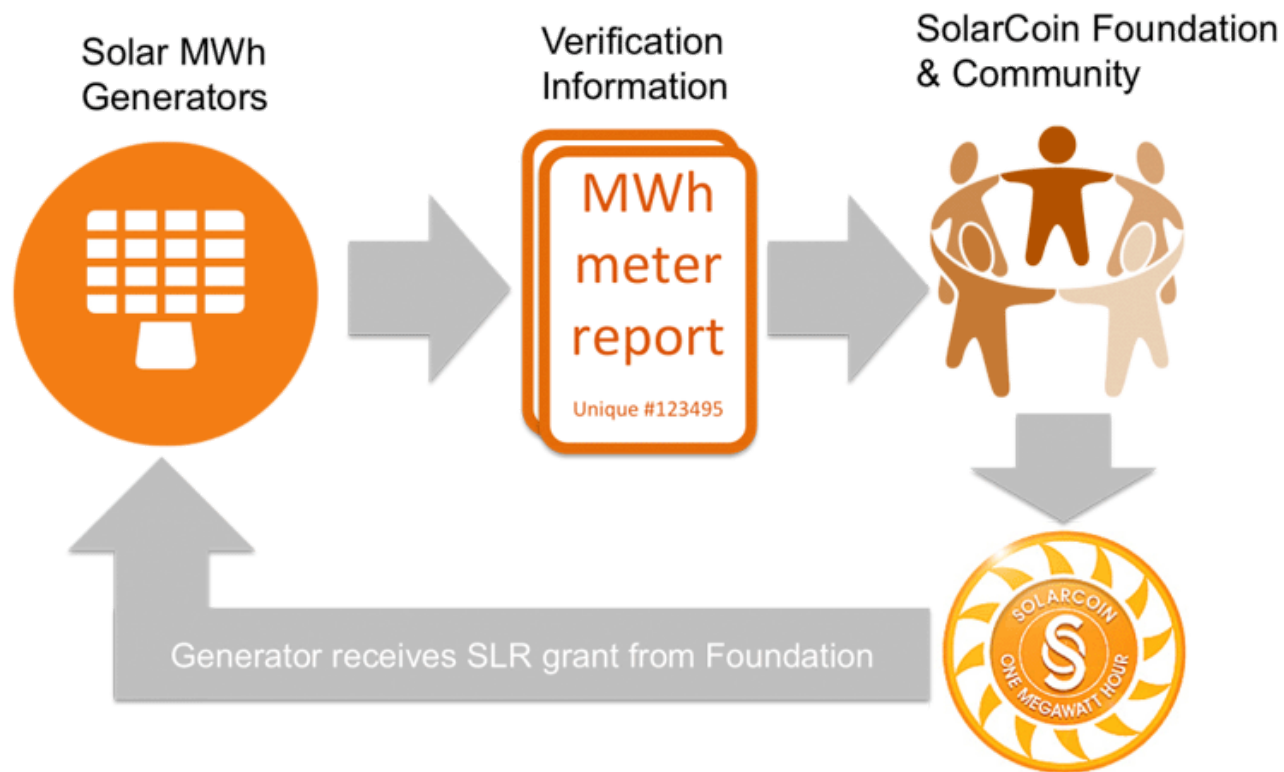 Solar MWh
Generators
Verification
Information
SolarCoin Foundation
& Community
MWh
meter
report
Unique #123495
Generator receives SLR grant from Foundation
SOLARCOIN
S
ONE MEGAWATT HOUR